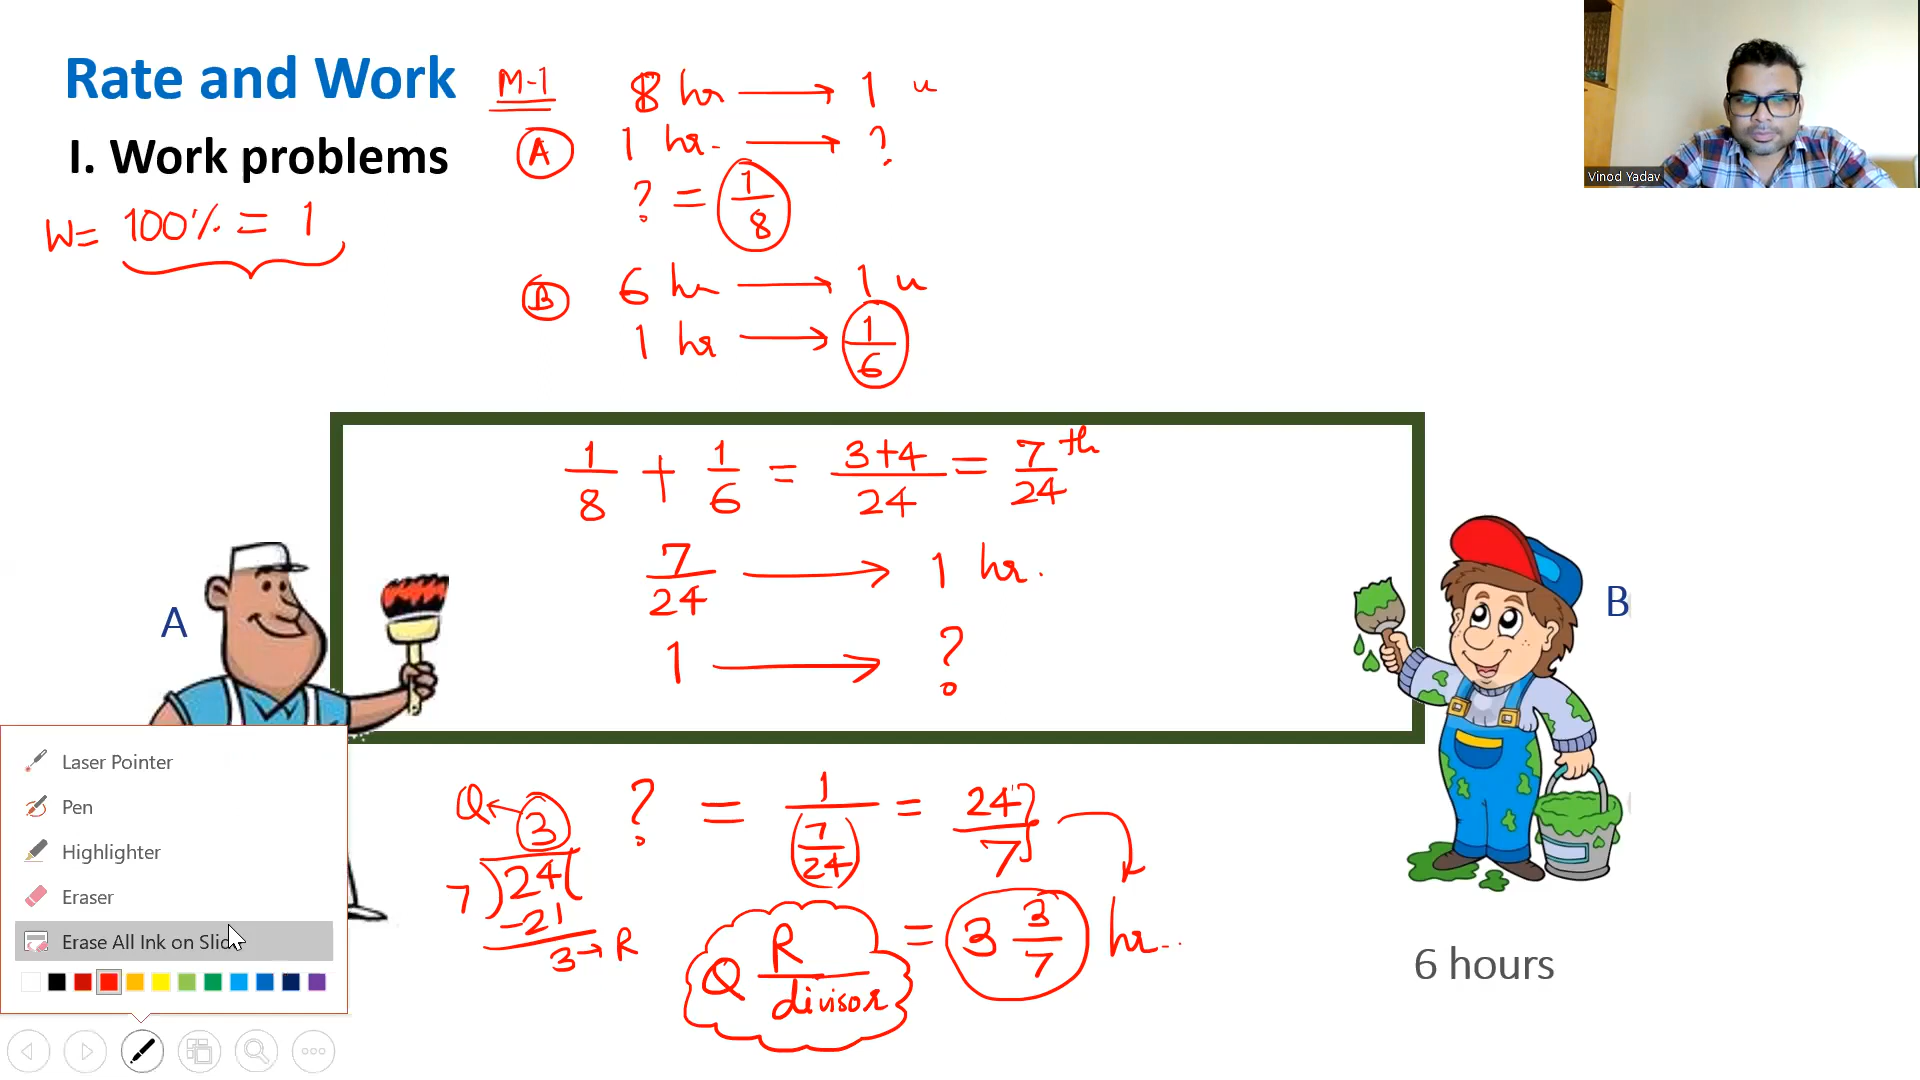 Rate and Work
I. Work problems
W= 100% = 1
M-1
8 hr → 1 u
A 1 hr. → ?
? = 1/8
B 6 hr → 1 u
1 hr → 1/6
1/8 + 1/6 = 3+4/24 = 7/24 th
7/24 → 1 hr.
1 → ?
A
B
Q ← 3
7)24(
-21
3 → R
? = 1/(7/24) = 24/7
= 3 3/7 hr..
Q R/divisor
6 hours
Vinod Yadav
Laser Pointer
Pen
Highlighter
Eraser
Erase All Ink on Slid